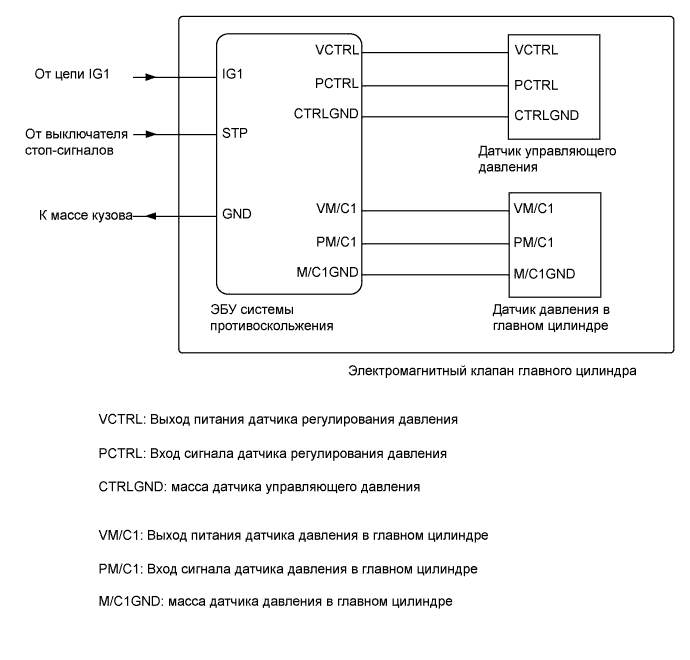 VCTRL
VCTRL
От цепи IG1
IG1
PCTRL
PCTRL
CTRLGND
CTRLGND
От выключателя
стоп-сигналов
STP
Датчик управляющего
давления
К массе кузова
GND
VM/C1
VM/C1
PM/C1
PM/C1
M/C1GND
M/C1GND
ЭБУ системы
противоскольжения
Датчик давления в
главном цилиндре
Электромагнитный клапан главного цилиндра
VCTRL: Выход питания датчика регулирования давления
PCTRL: Вход сигнала датчика регулирования давления
CTRLGND: масса датчика управляющего давления
VM/C1: Выход питания датчика давления в главном цилиндре
PM/C1: Вход сигнала датчика давления в главном цилиндре
M/C1GND: масса датчика давления в главном цилиндре